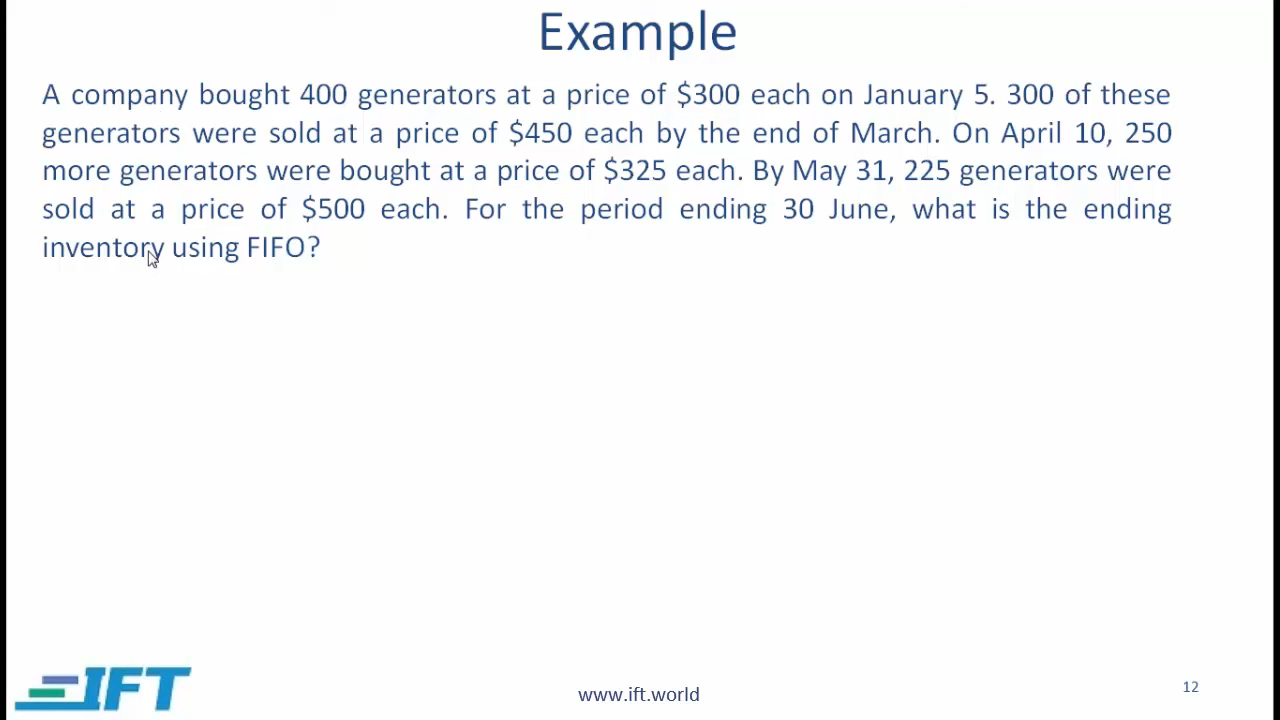 Example
A company bought 400 generators at a price of $300 each on January 5. 300 of these
generators were sold at a price of $450 each by the end of March. On April 10, 250
more generators were bought at a price of $325 each. By May 31, 225 generators were
sold at a price of $500 each. For the period ending 30 June, what is the ending
inventory using FIFO?
IFT
www.ift.world
12